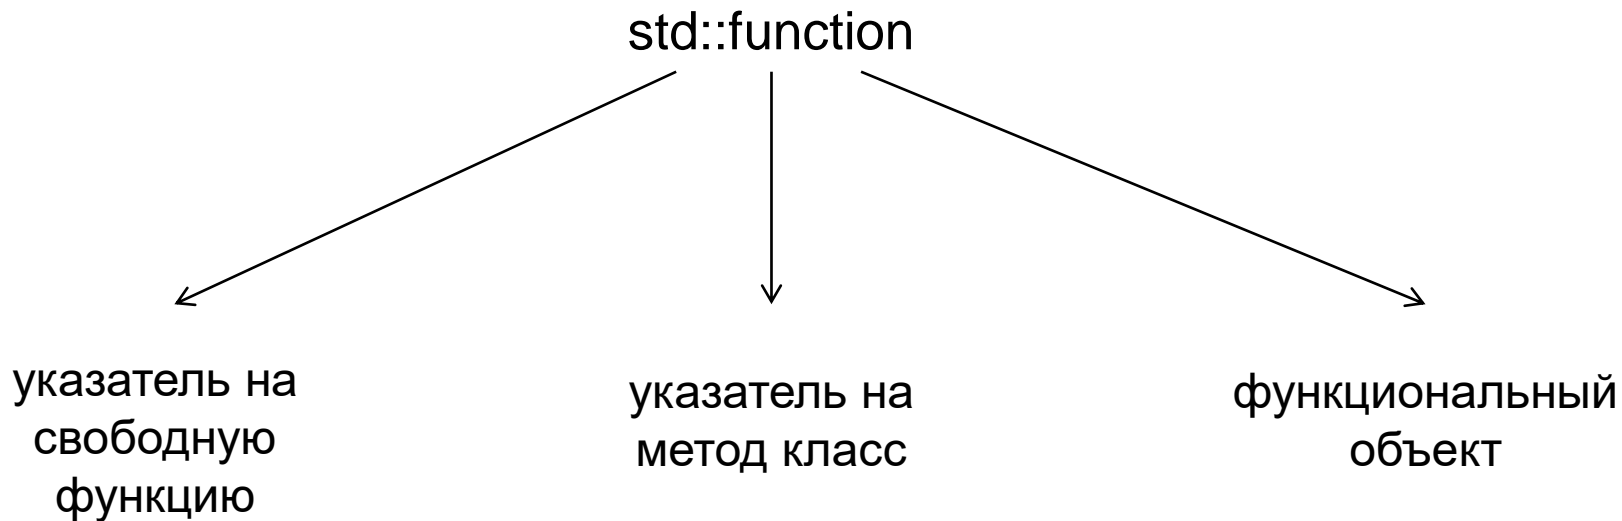 std::function
указатель на
свободную
функцию
указатель на
метод класс
функциональный
объект